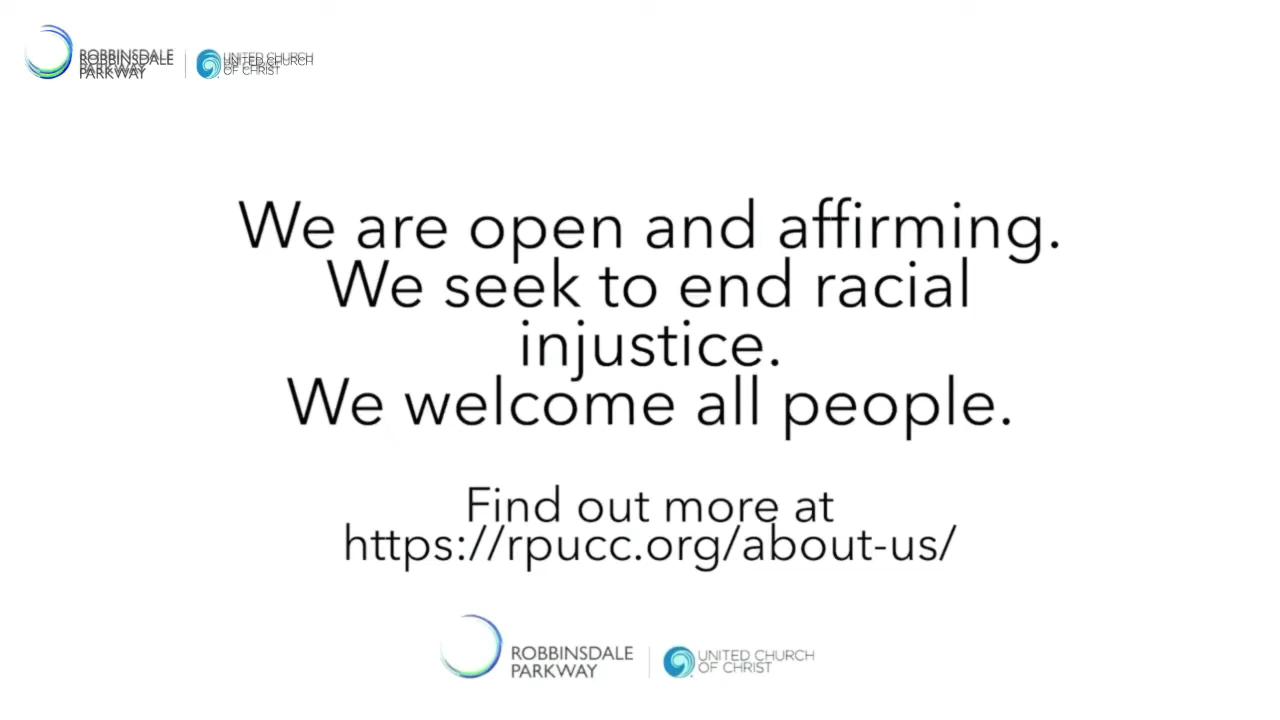 ROBBINSDALE
PARKWAY
UNITED CHURCH
OF CHRIST
We are open and affirming.
We seek to end racial
injustice.
We welcome all people.
Find out more at
https://rpucc.org/about-us/
ROBBINSDALE
PARKWAY
UNITED CHURCH
OF CHRIST